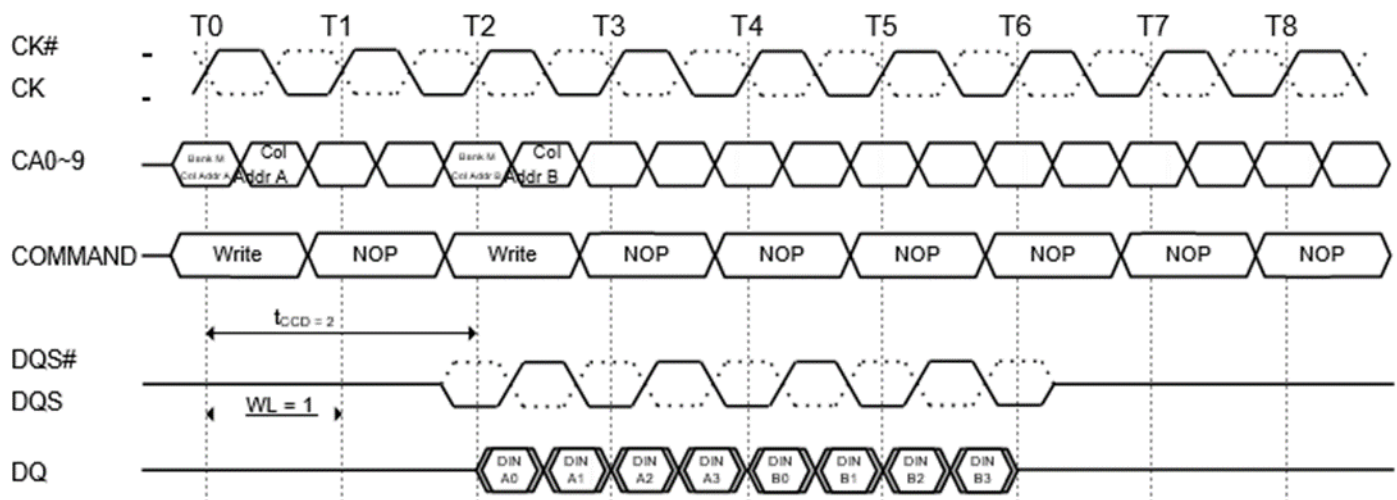 T0 T1 T2 T3 T4 T5 T6 T7 T8
CK#
CK
CA0~9
Bank M
Col Addr A
Col
Addr A
Bank M
Col Addr B
Col
Addr B
COMMAND
Write NOP Write NOP NOP NOP NOP NOP NOP
tCCD = 2
DQS#
DQS
WL = 1
DQ
DIN A0
DIN A1
DIN A2
DIN A3
DIN B0
DIN B1
DIN B2
DIN B3